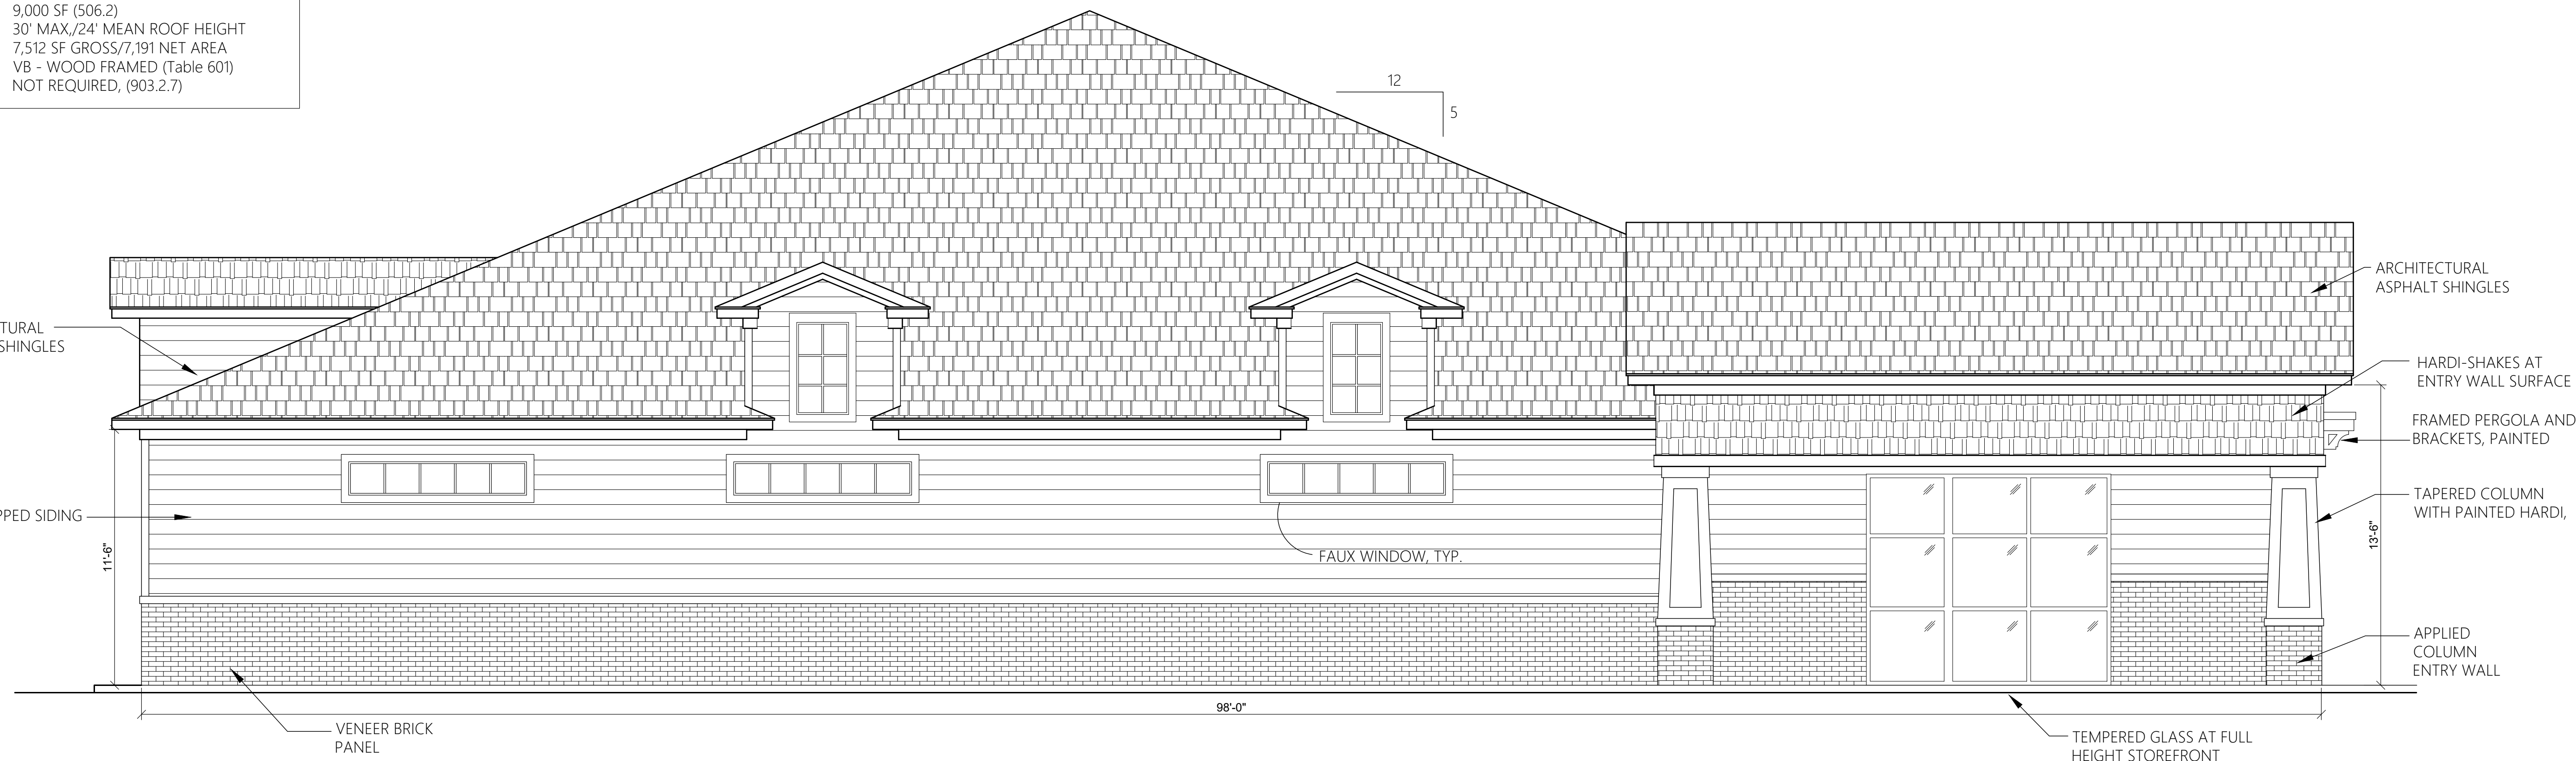 9,000 SF (506.2)
30' MAX,/24' MEAN ROOF HEIGHT
7,512 SF GROSS/7,191 NET AREA
VB - WOOD FRAMED (Table 601)
NOT REQUIRED, (903.2.7)
12
5
ARCHITECTURAL
ASPHALT SHINGLES
TURAL
SHINGLES
HARDI-SHAKES AT
ENTRY WALL SURFACE
FRAMED PERGOLA AND
BRACKETS, PAINTED
TAPERED COLUMN
WITH PAINTED HARDI,
PPED SIDING
11'-6"
13'-6"
FAUX WINDOW, TYP.
APPLIED
COLUMN
ENTRY WALL
98'-0"
VENEER BRICK
PANEL
TEMPERED GLASS AT FULL
HEIGHT STOREFRONT